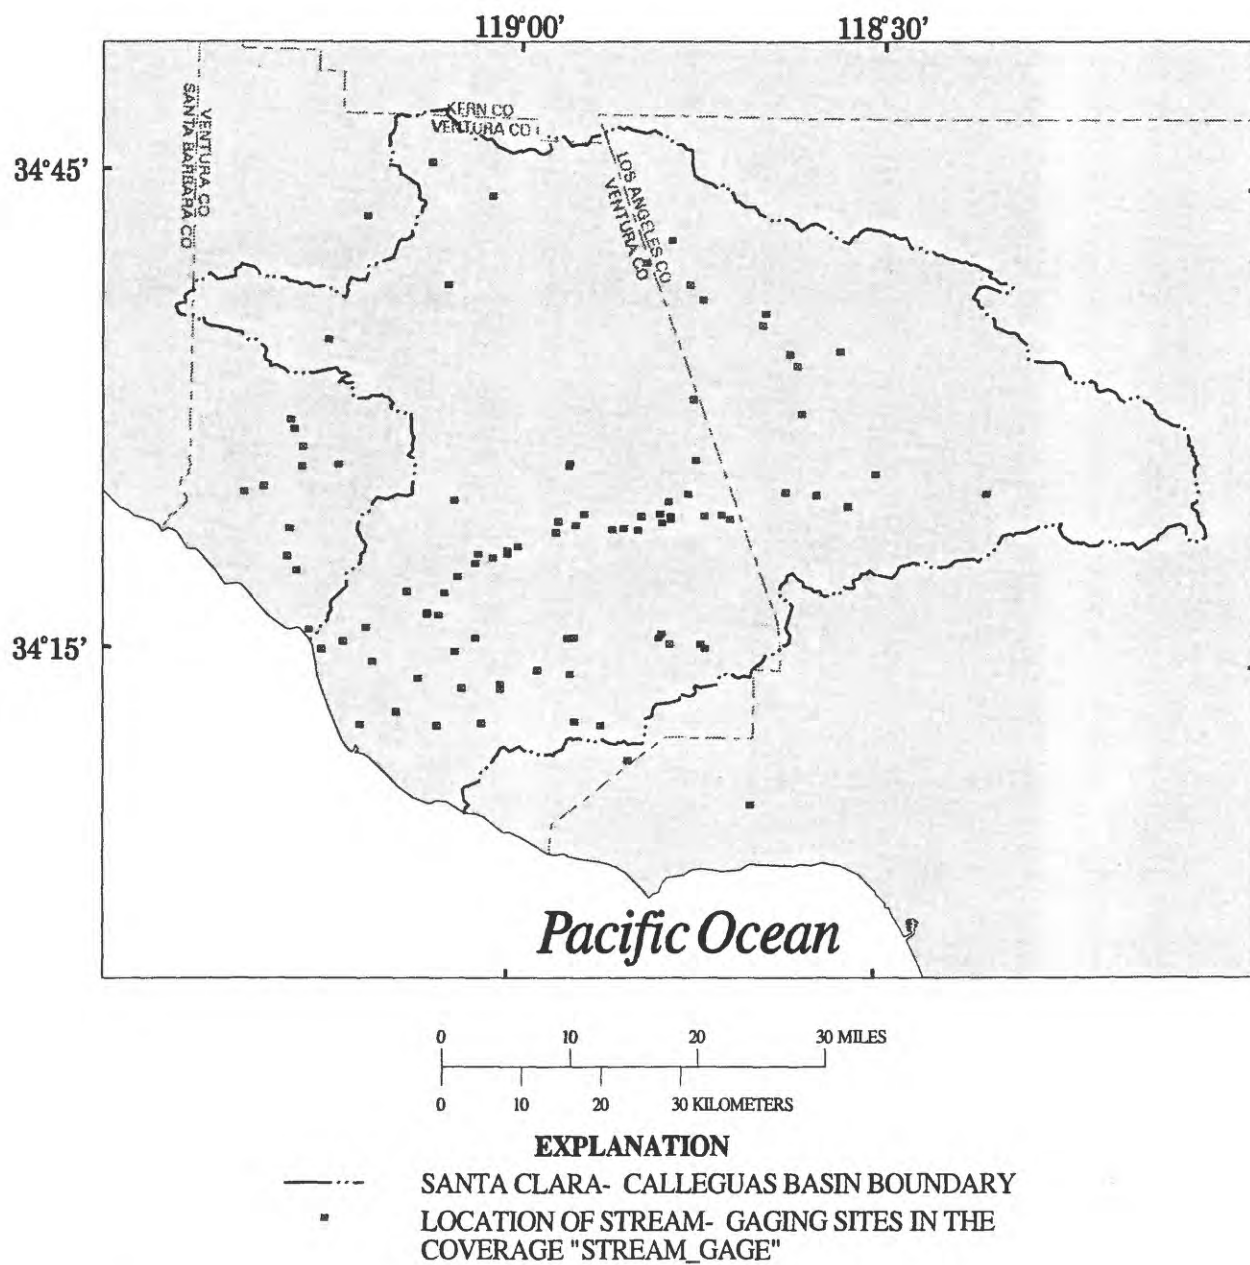 119°00' 118°30'
34°45'
34°15'
VENTURA CO
SANTA BARBARA CO
KERN CO
VENTURA CO
LOS ANGELES CO
VENTURA CO
Pacific Ocean
0 10 20 30 MILES
0 10 20 30 KILOMETERS
EXPLANATION
SANTA CLARA- CALLEGUAS BASIN BOUNDARY
LOCATION OF STREAM- GAGING SITES IN THE
COVERAGE "STREAM_GAGE"